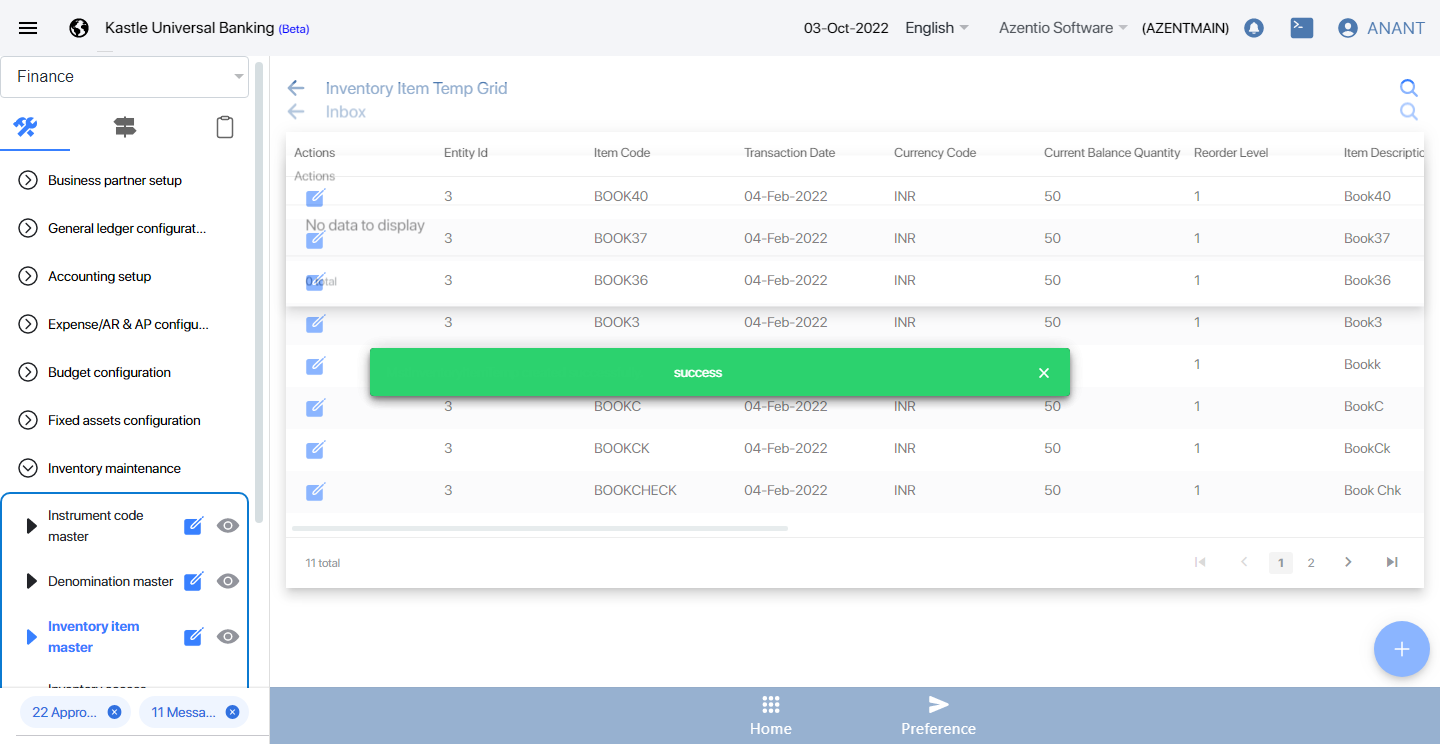 Kastle Universal Banking (Beta)
03-Oct-2022 English Azentio Software (AZENTMAIN) ANANT
Finance
Business partner setup
General ledger configurat...
Accounting setup
Expense/AR & AP configu...
Budget configuration
Fixed assets configuration
Inventory maintenance
Instrument code
master
Denomination master
Inventory item
master
22 Appro... 11 Messa...
Inventory Item Temp Grid
Inbox
Actions Entity Id Item Code Transaction Date Currency Code Current Balance Quantity Reorder Level Item Descriptio
Actions
3 BOOK40 04-Feb-2022 INR 50 1 Book40
No data to display
3 BOOK37 04-Feb-2022 INR 50 1 Book37
0 total
3 BOOK36 04-Feb-2022 INR 50 1 Book36
3 BOOK3 04-Feb-2022 INR 50 1 Book3
success
1 Bookk
3 BOOKC 04-Feb-2022 INR 50 1 BookC
3 BOOKCK 04-Feb-2022 INR 50 1 BookCk
3 BOOKCHECK 04-Feb-2022 INR 50 1 Book Chk
11 total
1 2
Home Preference